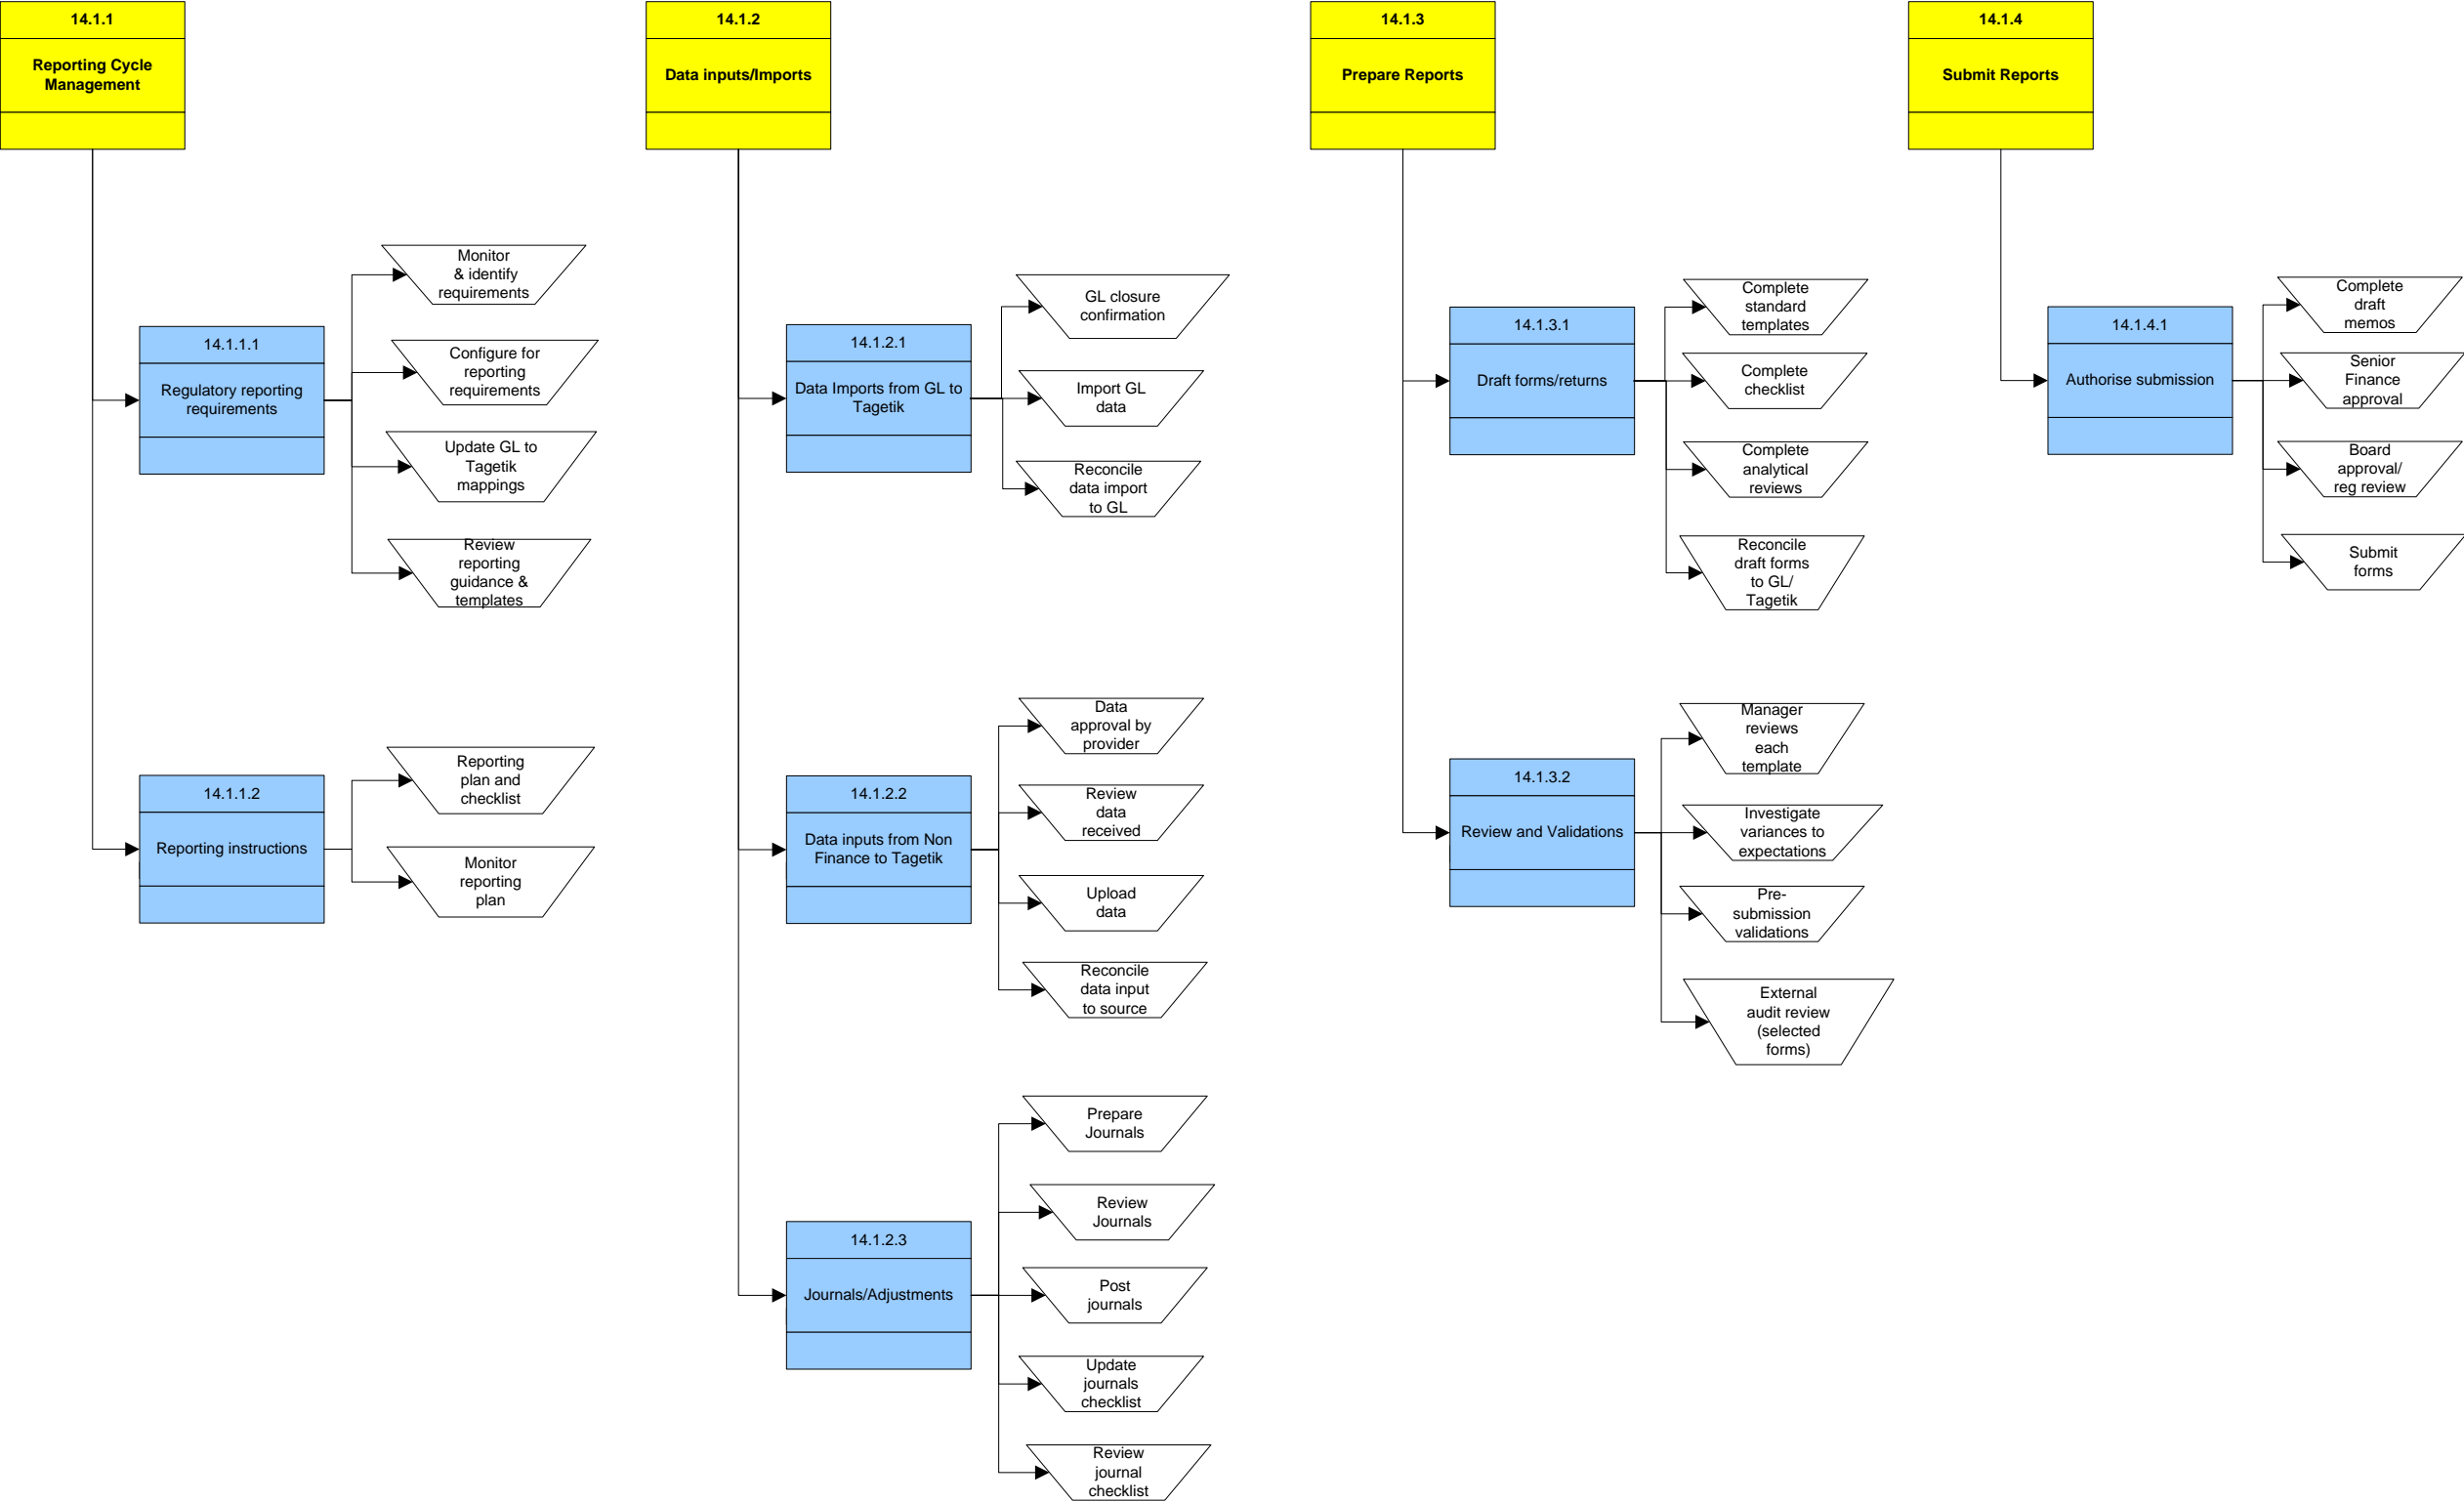 14.1.1
Reporting Cycle
Management
14.1.1.1
Regulatory reporting
requirements
Monitor
& identify
requirements
Configure for
reporting
requirements
Update GL to
Tagetik
mappings
Review
reporting
guidance &
templates
14.1.1.2
Reporting instructions
Reporting
plan and
checklist
Monitor
reporting
plan
14.1.2
Data inputs/Imports
14.1.2.1
Data Imports from GL to
Tagetik
GL closure
confirmation
Import GL
data
Reconcile
data import
to GL
14.1.2.2
Data inputs from Non
Finance to Tagetik
Data
approval by
provider
Review
data
received
Upload
data
Reconcile
data input
to source
14.1.2.3
Journals/Adjustments
Prepare
Journals
Review
Journals
Post
journals
Update
journals
checklist
Review
journal
checklist
14.1.3
Prepare Reports
14.1.3.1
Draft forms/returns
Complete
standard
templates
Complete
checklist
Complete
analytical
reviews
Reconcile
draft forms
to GL/
Tagetik
14.1.3.2
Review and Validations
Manager
reviews
each
template
Investigate
variances to
expectations
Pre-
submission
validations
External
audit review
(selected
forms)
14.1.4
Submit Reports
14.1.4.1
Authorise submission
Complete
draft
memos
Senior
Finance
approval
Board
approval/
reg review
Submit
forms